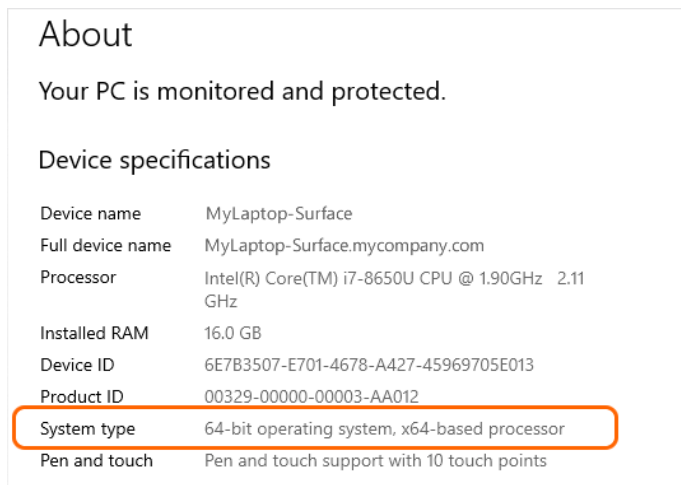 About
Your PC is monitored and protected.
Device specifications
Device name MyLaptop-Surface
Full device name MyLaptop-Surface.mycompany.com
Processor Intel(R) Core(TM) i7-8650U CPU @ 1.90GHz 2.11
GHz
Installed RAM 16.0 GB
Device ID 6E7B3507-E701-4678-A427-45969705E013
Product ID 00329-00000-00003-AA012
System type 64-bit operating system, x64-based processor
Pen and touch Pen and touch support with 10 touch points